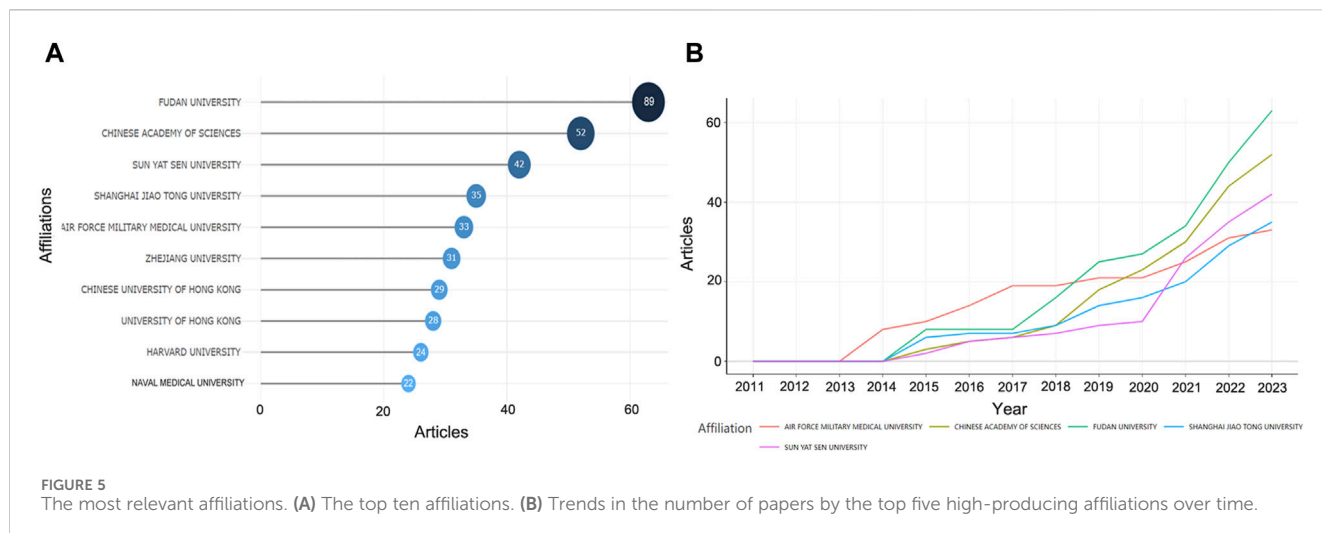 A
FUDAN UNIVERSITY
89
CHINESE ACADEMY OF SCIENCES
52
SUN YAT SEN UNIVERSITY
42
SHANGHAI JIAO TONG UNIVERSITY
35
AIR FORCE MILITARY MEDICAL UNIVERSITY
33
ZHEJIANG UNIVERSITY
31
CHINESE UNIVERSITY OF HONG KONG
29
UNIVERSITY OF HONG KONG
28
HARVARD UNIVERSITY
24
NAVAL MEDICAL UNIVERSITY
22
Affiliations
0 20 40 60
Articles
B
60
40
20
0
Articles
2011 2012 2013 2014 2015 2016 2017 2018 2019 2020 2021 2022 2023
Year
Affiliation AIR FORCE MILITARY MEDICAL UNIVERSITY CHINESE ACADEMY OF SCIENCES FUDAN UNIVERSITY SHANGHAI JIAO TONG UNIVERSITY
SUN YAT SEN UNIVERSITY
FIGURE 5
The most relevant affiliations. (A) The top ten affiliations. (B) Trends in the number of papers by the top five high-producing affiliations over time.